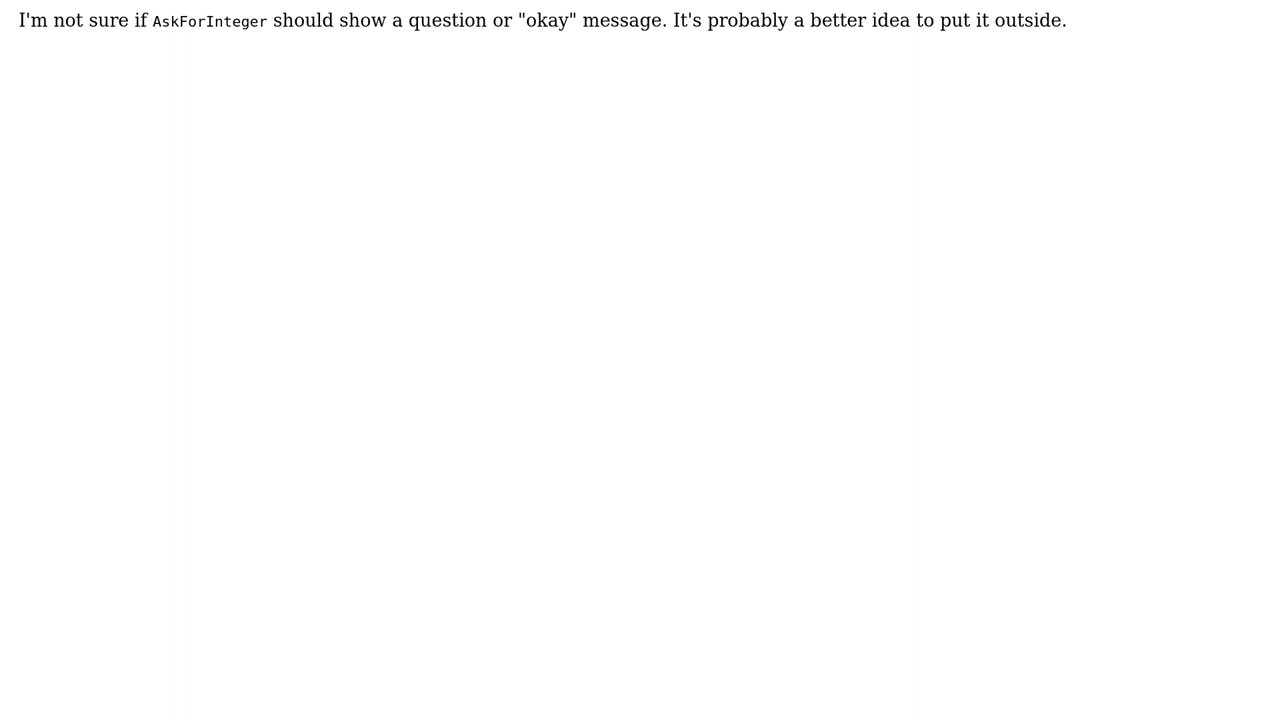 I'm not sure if AskForInteger should show a question or "okay" message. It's probably a better idea to put it outside.